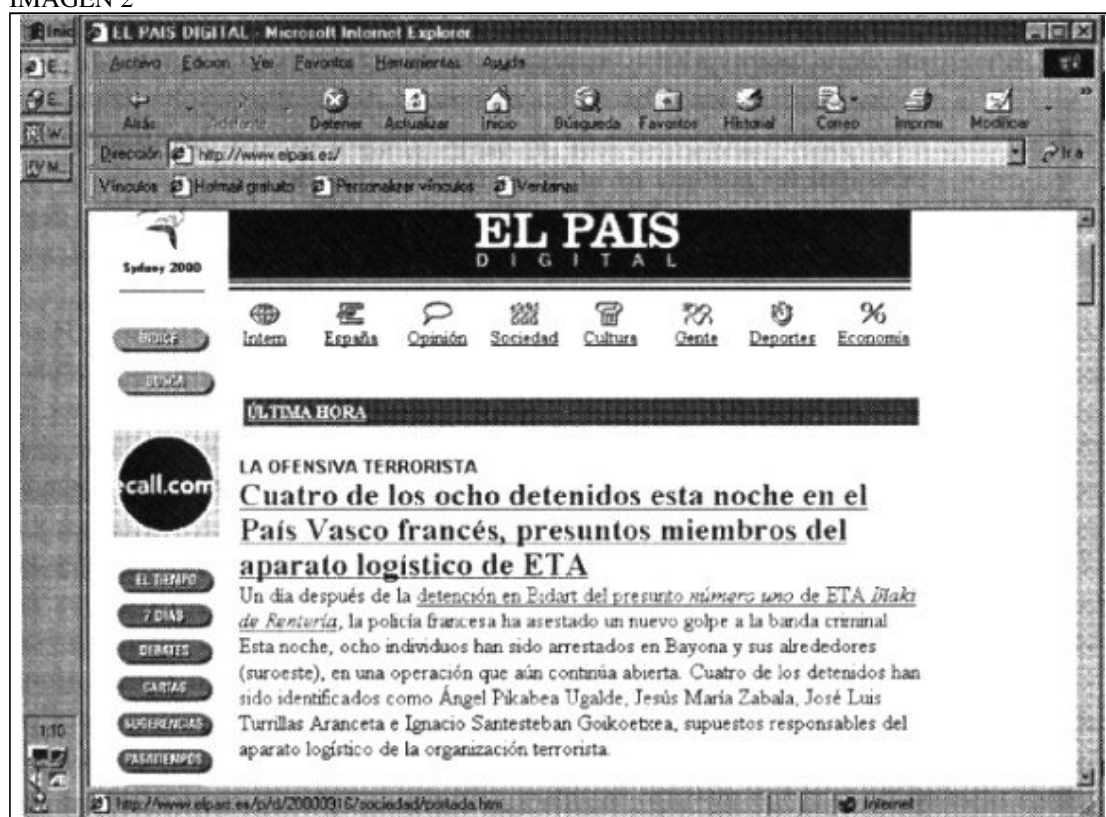 IMAGEN 2
Inic
EL PAIS DIGITAL - Microsoft Internet Explorer
E...
Archivo Edicion Ver Favoritos Herramientas Ayuda
E...
W...
M...
Atrás Adelante Detener Actualizar Inicio Búsqueda Favoritos Historial Correo Imprimir Modificar
Dirección http://www.elpais.es/ Ir a
Vínculos Hotmail gratuito Personalizar vínculos Ventanas
Sydney 2000
EL PAIS
DIGITAL
Intern España Opinión Sociedad Cultura Gente Deportes Economía
INDICE
BUSCA
ÚLTIMA HORA
ecall.com
LA OFENSIVA TERRORISTA
Cuatro de los ocho detenidos esta noche en el
País Vasco francés, presuntos miembros del
aparato logístico de ETA
Un día después de la detención en Bidart del presunto número uno de ETA Iñaki
de Rentería, la policía francesa ha asestado un nuevo golpe a la banda criminal
Esta noche, ocho individuos han sido arrestados en Bayona y sus alrededores
(suroeste), en una operación que aún continúa abierta. Cuatro de los detenidos han
sido identificados como Ángel Pikabea Ugalde, Jesús María Zabala, José Luis
Turrillas Aranceta e Ignacio Santesteban Goikoetxea, supuestos responsables del
aparato logístico de la organización terrorista.
EL TIEMPO
7 DIAS
DEBATES
CARTAS
SUGERENCIAS
PASATIEMPOS
1:16
http://www.elpais.es/p/d/20000916/sociedad/portada.htm Internet